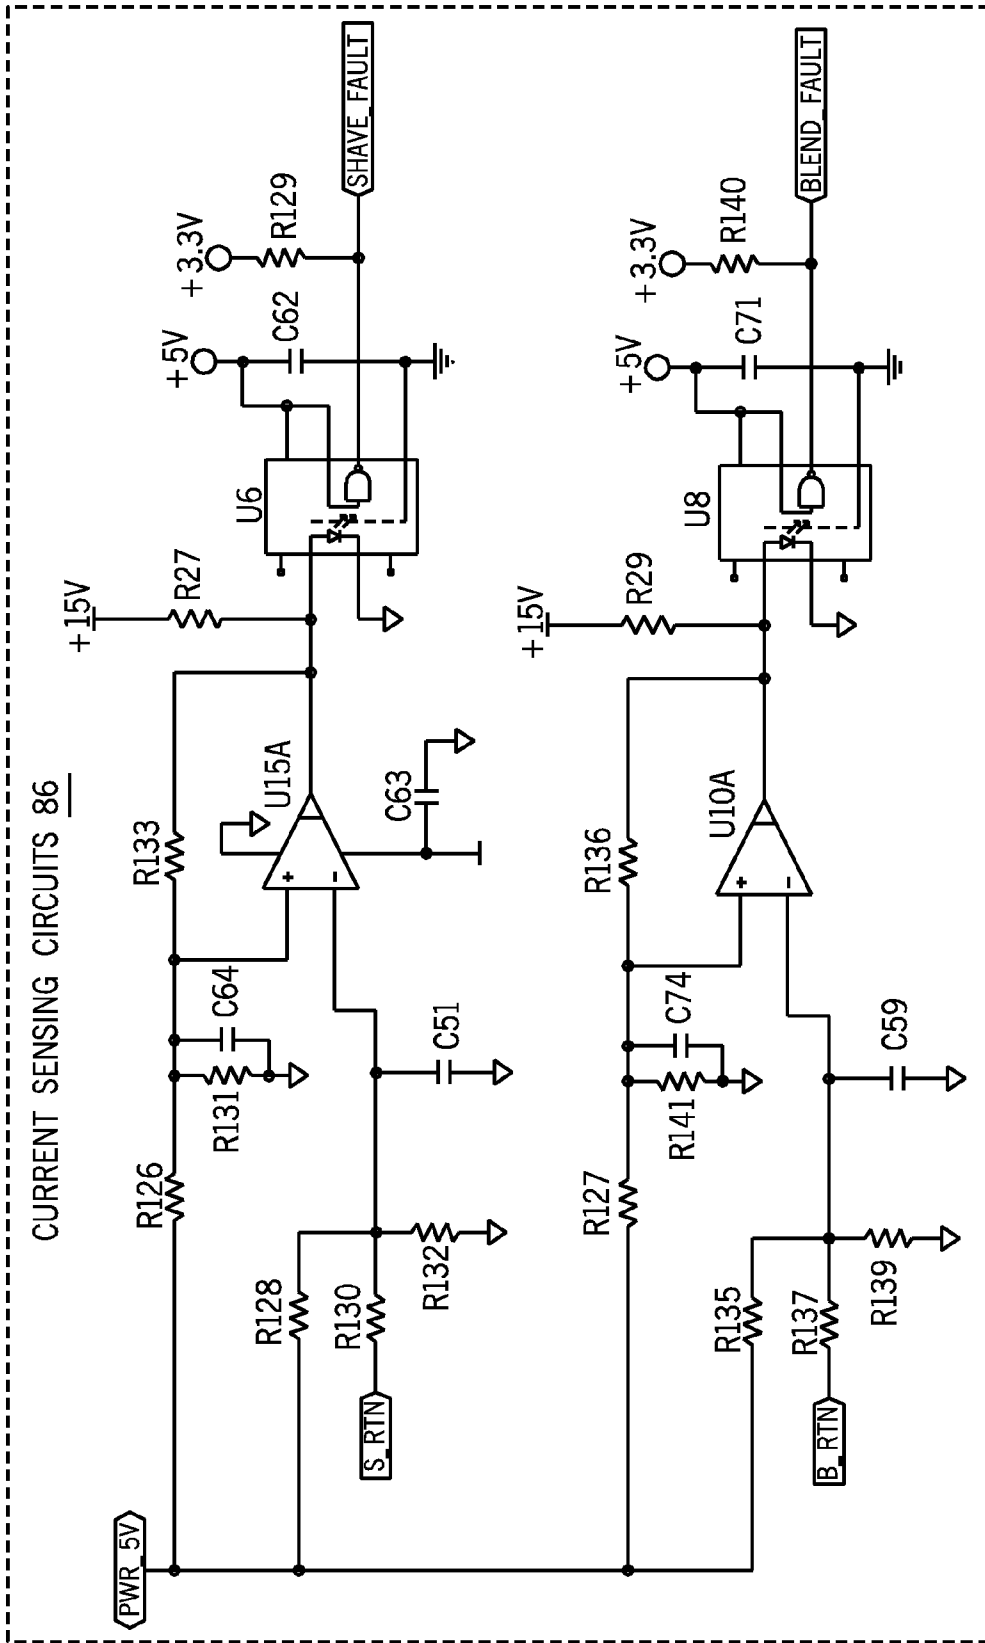 CURRENT SENSING CIRCUITS 86
PWR_5V
R126
R131
C64
R133
+15V
R27
U6
+5V
C62
+3.3V
R129
SHAVE_FAULT
R128
S_RTN
R130
R132
C51
U15A
+
-
C63
R127
R141
C74
R136
+15V
R29
U8
+5V
C71
+3.3V
R140
BLEND_FAULT
R135
B_RTN
R137
R139
C59
U10A
+
-